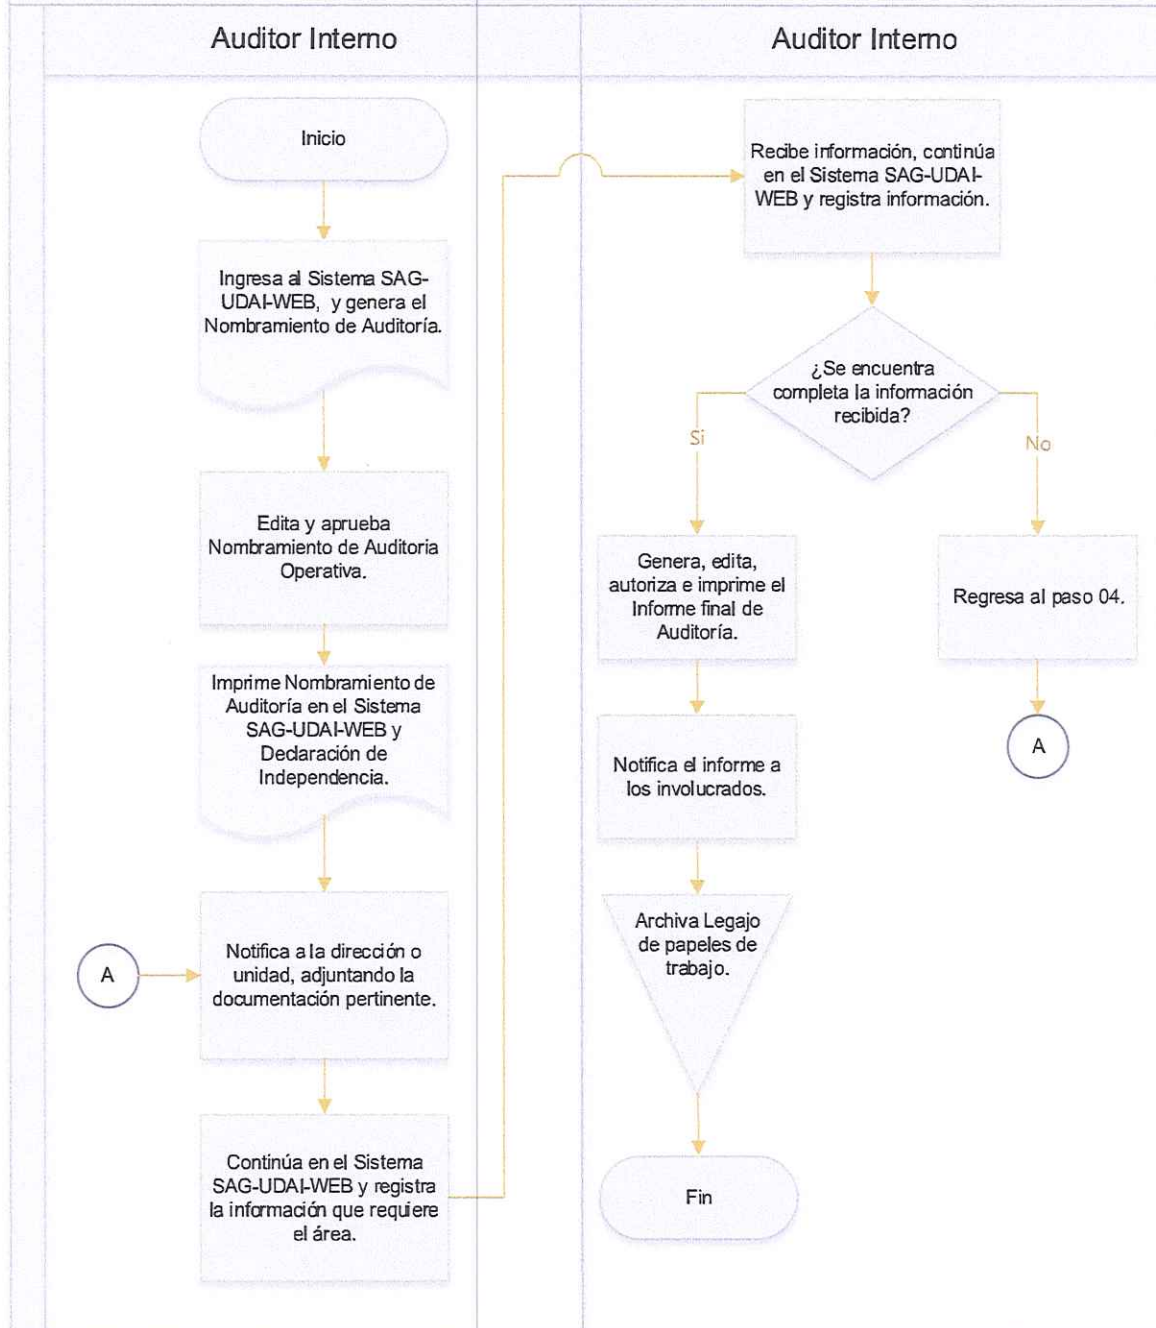 Auditor Interno
Inicio
Ingresa al Sistema SAG-
UDAI-WEB,  y genera el
Nombramiento de Auditoría.
Edita y aprueba
Nombramiento de Auditoria
Operativa.
Imprime Nombramiento de
Auditoría en el Sistema
SAG-UDAI-WEB y
Declaración de
Independencia.
A
Notifica a la dirección o
unidad, adjuntando la
documentación pertinente.
Continúa en el Sistema
SAG-UDAI-WEB y registra
la información que requiere
el área.
Auditor Interno
Recibe información, continúa
en el Sistema SAG-UDAI-
WEB y registra información.
¿Se encuentra
completa la información
recibida?
Si
No
Genera, edita,
autoriza e imprime el
Informe final de
Auditoría.
Regresa al paso 04.
A
Notifica el informe a
los involucrados.
Archiva Legajo
de papeles de
trabajo.
Fin